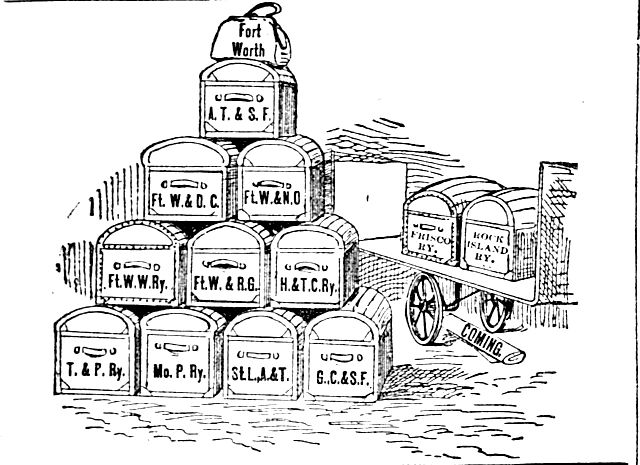 Fort
Worth
A. T. & S. F.
Ft. W. & D. C.
Ft. W. & N. O
Ft. W. W. Ry.
Ft. W. & R. G.
H. & T. C. Ry.
FRISCO
RY.
ROCK
ISLAND
RY.
COMING.
T. & P. Ry.
Mo. P. Ry.
St. L., A. & T.
G., C. & S. F.